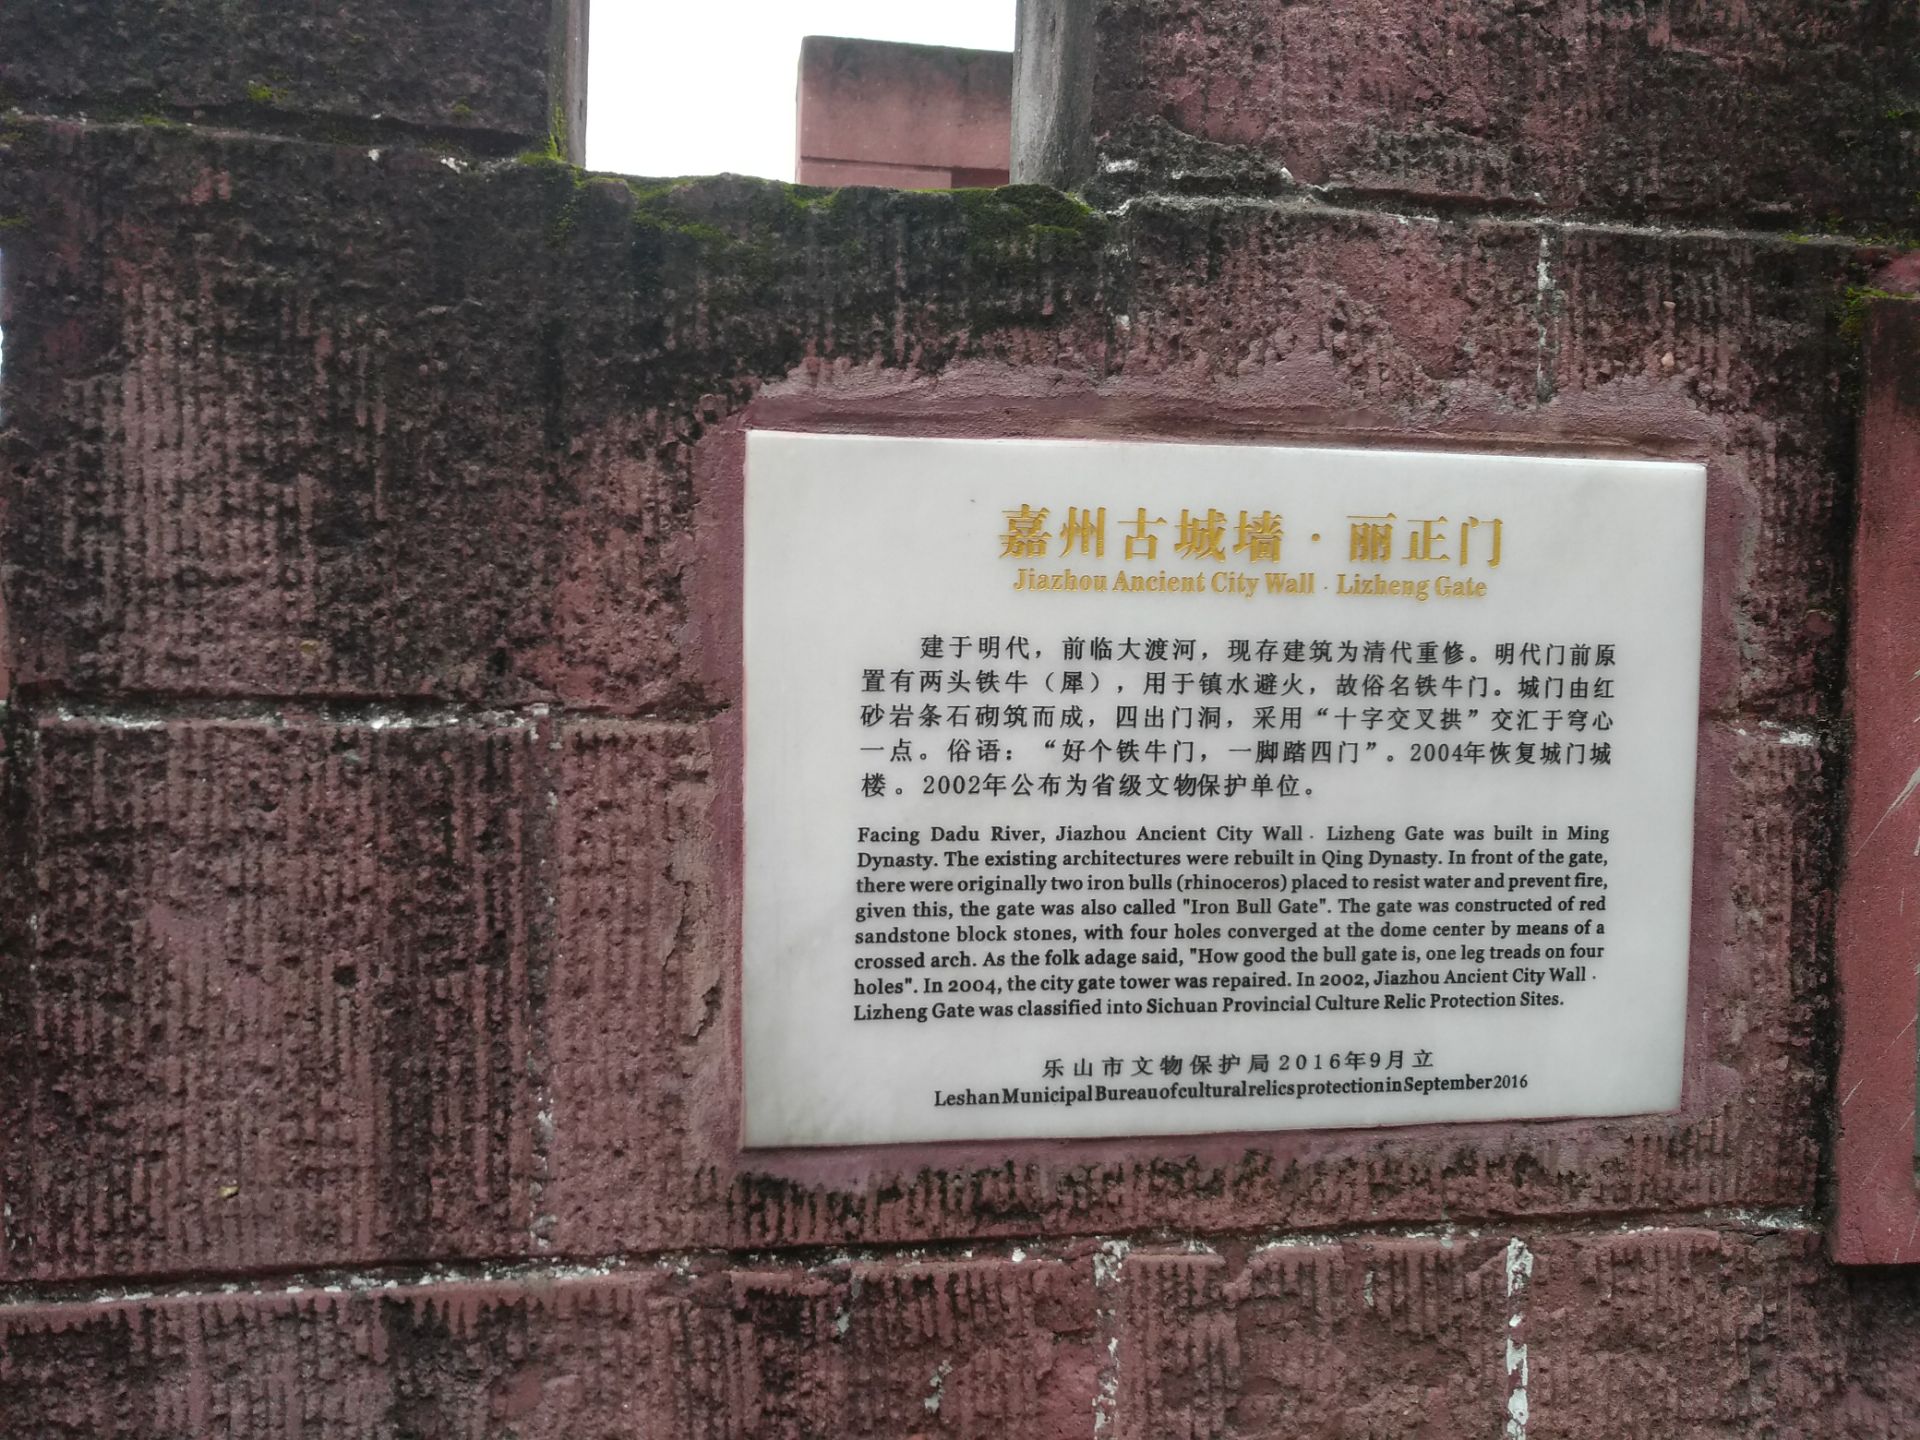 嘉州古城墙·丽正门
Jiazhou Ancient City Wall · Lizheng Gate
建于明代，前临大渡河，现存建筑为清代重修。明代门前原
置有两头铁牛（犀），用于镇水避火，故俗名铁牛门。城门由红
砂岩条石砌筑而成，四出门洞，采用“十字交叉拱”交汇于穹心
一点。俗语：“好个铁牛门，一脚踏四门”。2004年恢复城门城
楼。2002年公布为省级文物保护单位。
Facing Dadu River, Jiazhou Ancient City Wall · Lizheng Gate was built in Ming
Dynasty. The existing architectures were rebuilt in Qing Dynasty. In front of the gate,
there were originally two iron bulls (rhinoceros) placed to resist water and prevent fire,
given this, the gate was also called "Iron Bull Gate". The gate was constructed of red
sandstone block stones, with four holes converged at the dome center by means of a
crossed arch. As the folk adage said, "How good the bull gate is, one leg treads on four
holes". In 2004, the city gate tower was repaired. In 2002, Jiazhou Ancient City Wall ·
Lizheng Gate was classified into Sichuan Provincial Culture Relic Protection Sites.
乐山市文物保护局2016年9月立
Leshan Municipal Bureau of cultural relics protection in September 2016